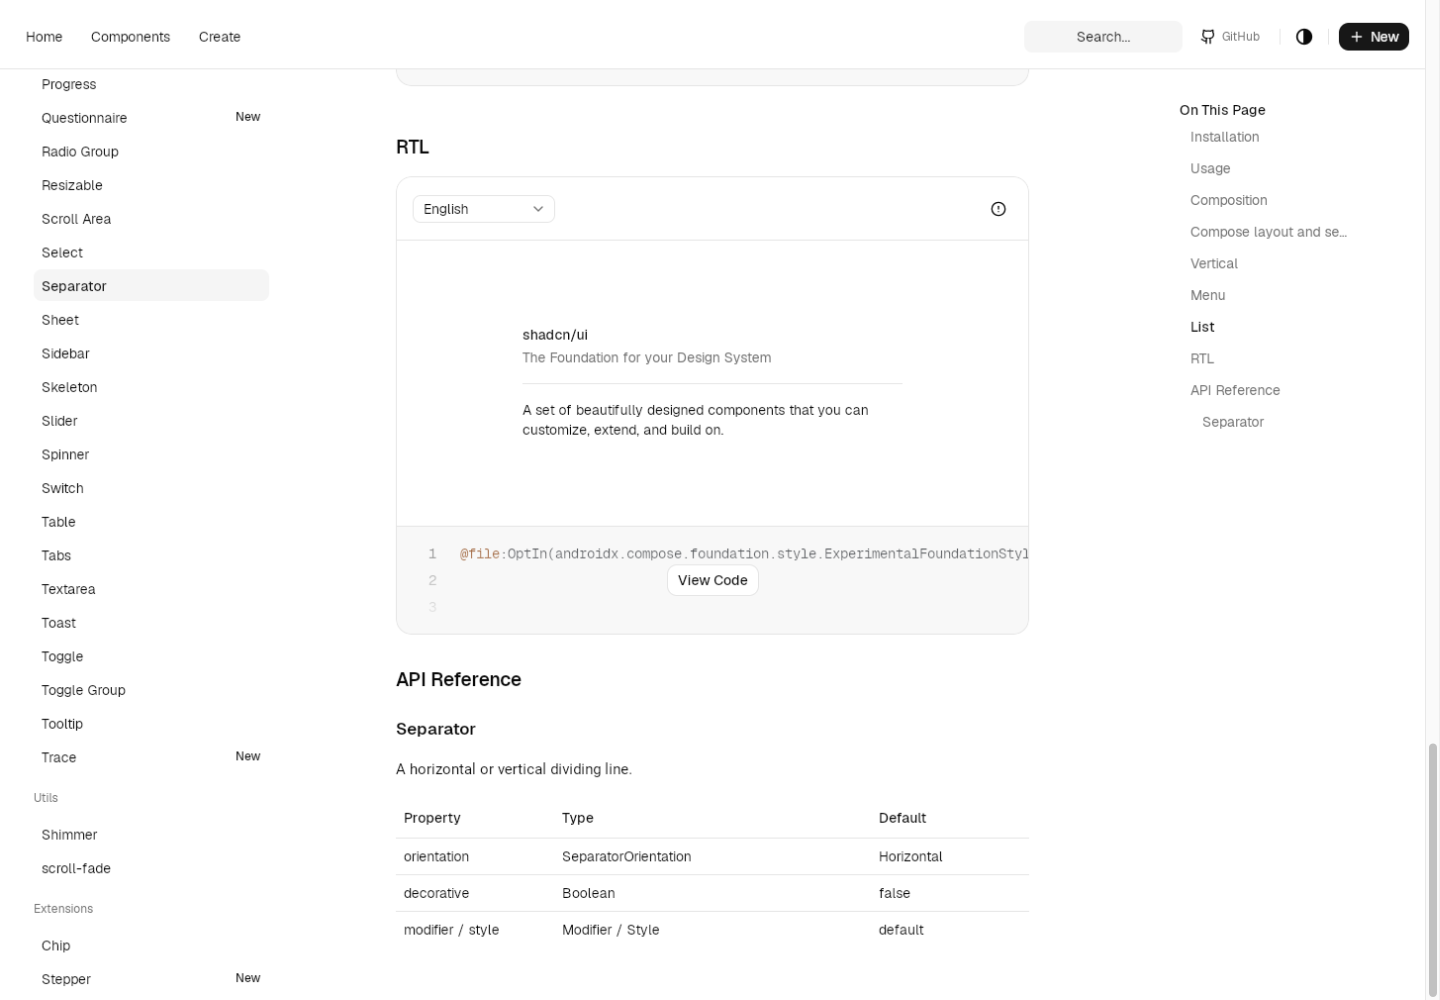 Home
Components
Create
Search...
GitHub
New
Progress
Questionnaire New
Radio Group
Resizable
Scroll Area
Select
Separator
Sheet
Sidebar
Skeleton
Slider
Spinner
Switch
Table
Tabs
Textarea
Toast
Toggle
Toggle Group
Tooltip
Trace New
Utils
Shimmer
scroll-fade
Extensions
Chip
Stepper New
RTL
English
shadcn/ui
The Foundation for your Design System
A set of beautifully designed components that you can
customize, extend, and build on.
1 @file:OptIn(androidx.compose.foundation.style.ExperimentalFoundationStyl
2
View Code
3
API Reference
Separator
A horizontal or vertical dividing line.
Property Type Default
orientation SeparatorOrientation Horizontal
decorative Boolean false
modifier / style Modifier / Style default
On This Page
Installation
Usage
Composition
Compose layout and se...
Vertical
Menu
List
RTL
API Reference
Separator